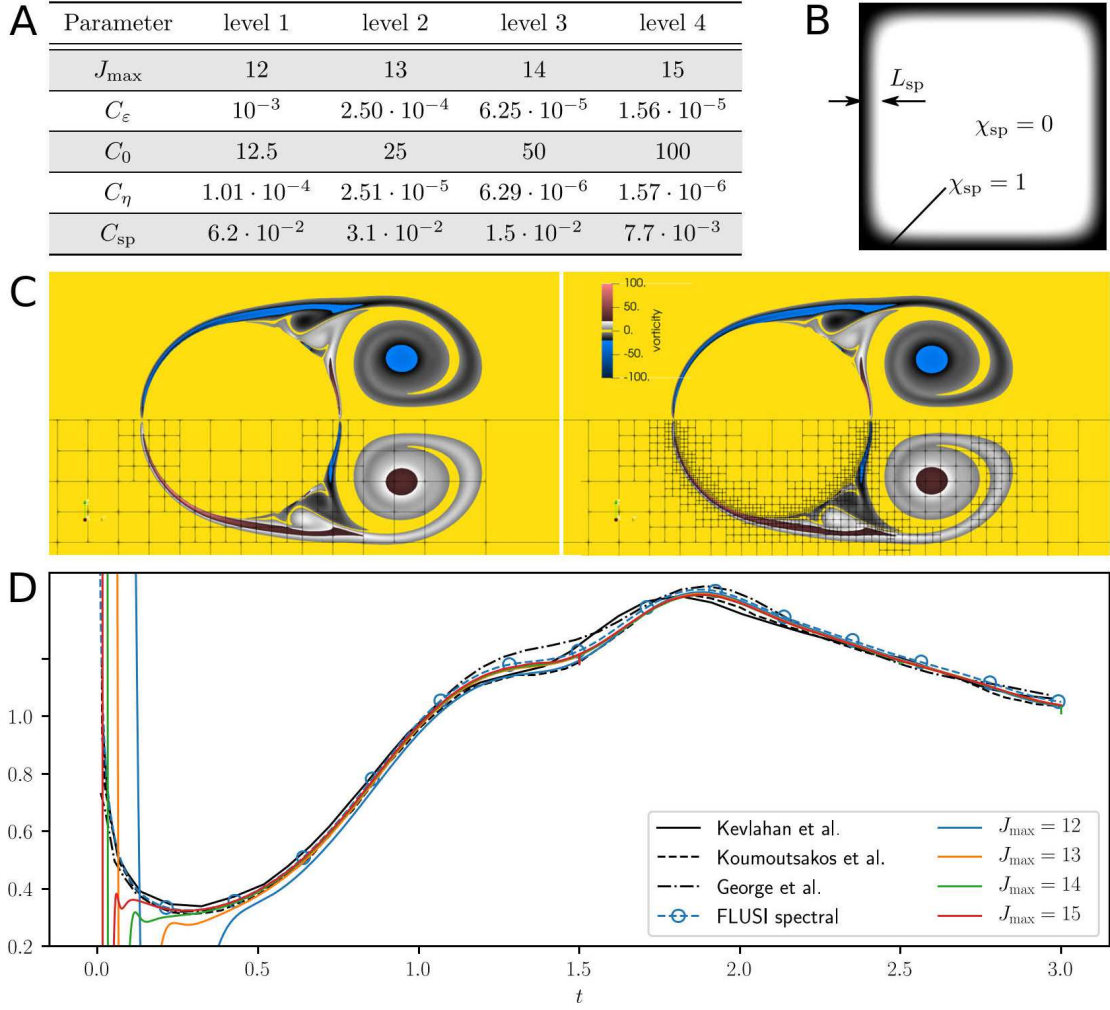 A
Parameter level 1 level 2 level 3 level 4
J_max 12 13 14 15
C_ε 10⁻³ 2.50 · 10⁻⁴ 6.25 · 10⁻⁵ 1.56 · 10⁻⁵
C_0 12.5 25 50 100
C_η 1.01 · 10⁻⁴ 2.51 · 10⁻⁵ 6.29 · 10⁻⁶ 1.57 · 10⁻⁶
C_sp 6.2 · 10⁻² 3.1 · 10⁻² 1.5 · 10⁻² 7.7 · 10⁻³
B
L_sp
χ_sp = 0
χ_sp = 1
C
100.
50.
0.
-50.
-100.
vorticity
D
1.0
0.8
0.6
0.4
0.2
Kevlahan et al.
Koumoutsakos et al.
George et al.
FLUSI spectral
J_max = 12
J_max = 13
J_max = 14
J_max = 15
0.0 0.5 1.0 1.5 2.0 2.5 3.0
t